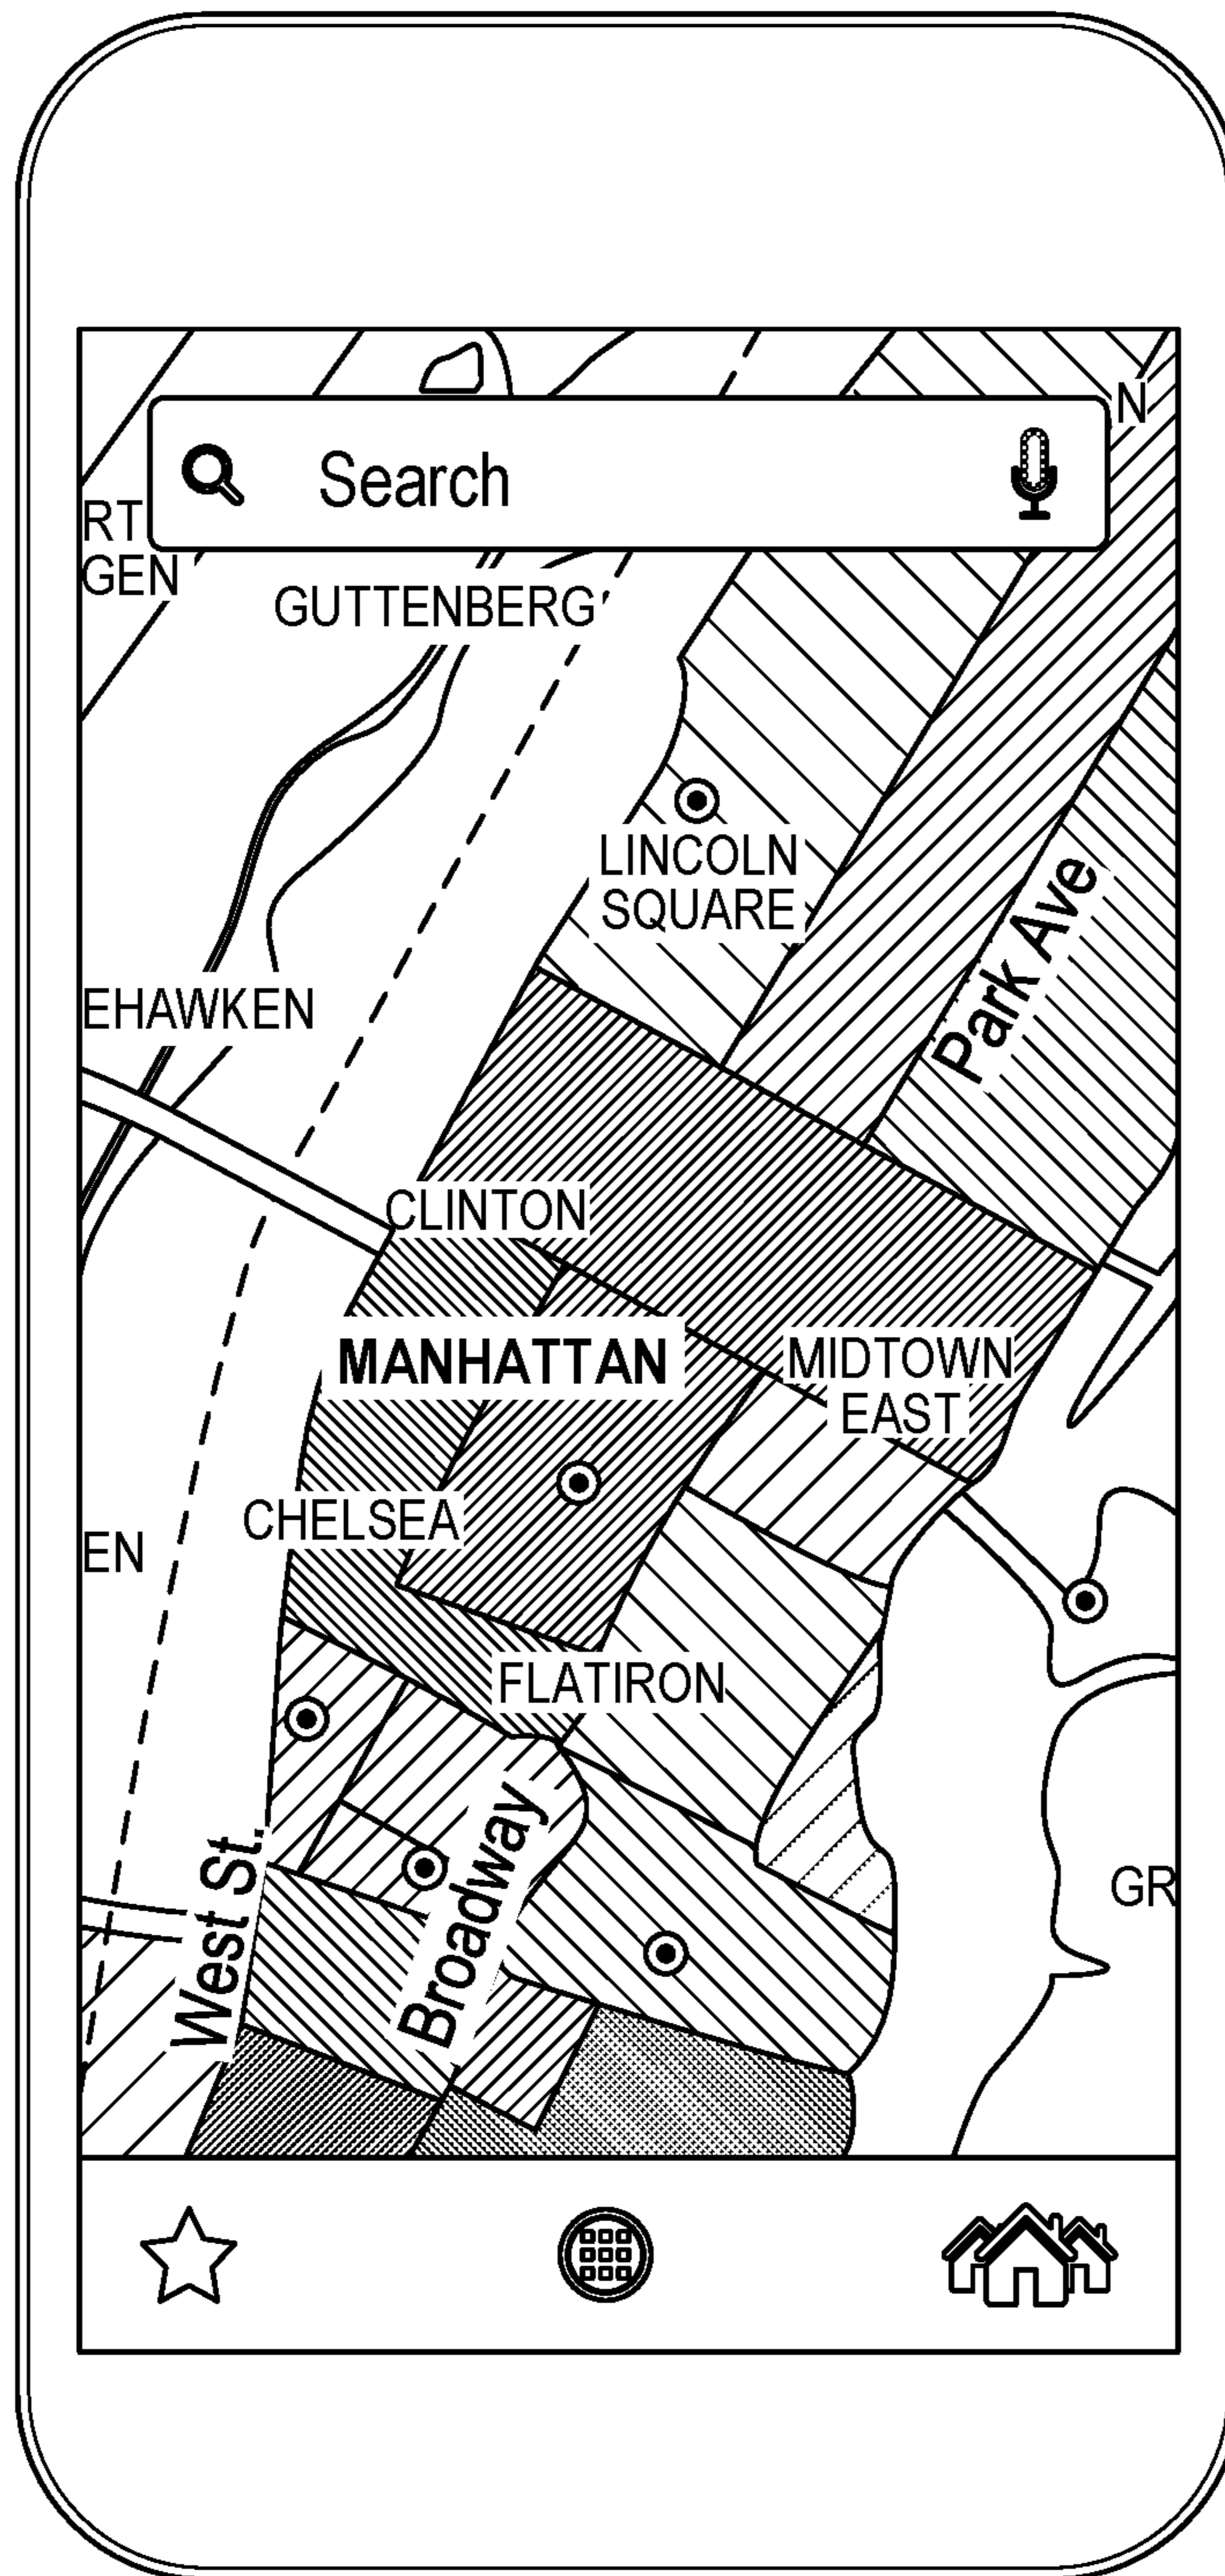 N
Search
RT
GEN
GUTTENBERG
LINCOLN
SQUARE
Park Ave
EHAWKEN
CLINTON
MANHATTAN
MIDTOWN
EAST
CHELSEA
EN
FLATIRON
Broadway
West St.
GR